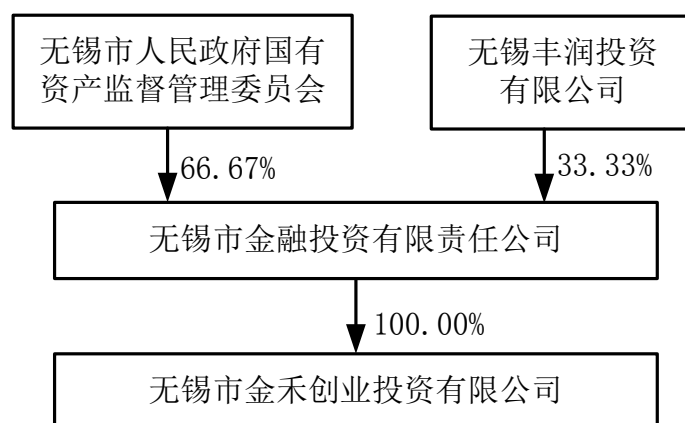 无锡市人民政府国有
资产监督管理委员会
无锡丰润投资
有限公司
66.67%
33.33%
无锡市金融投资有限责任公司
100.00%
无锡市金禾创业投资有限公司